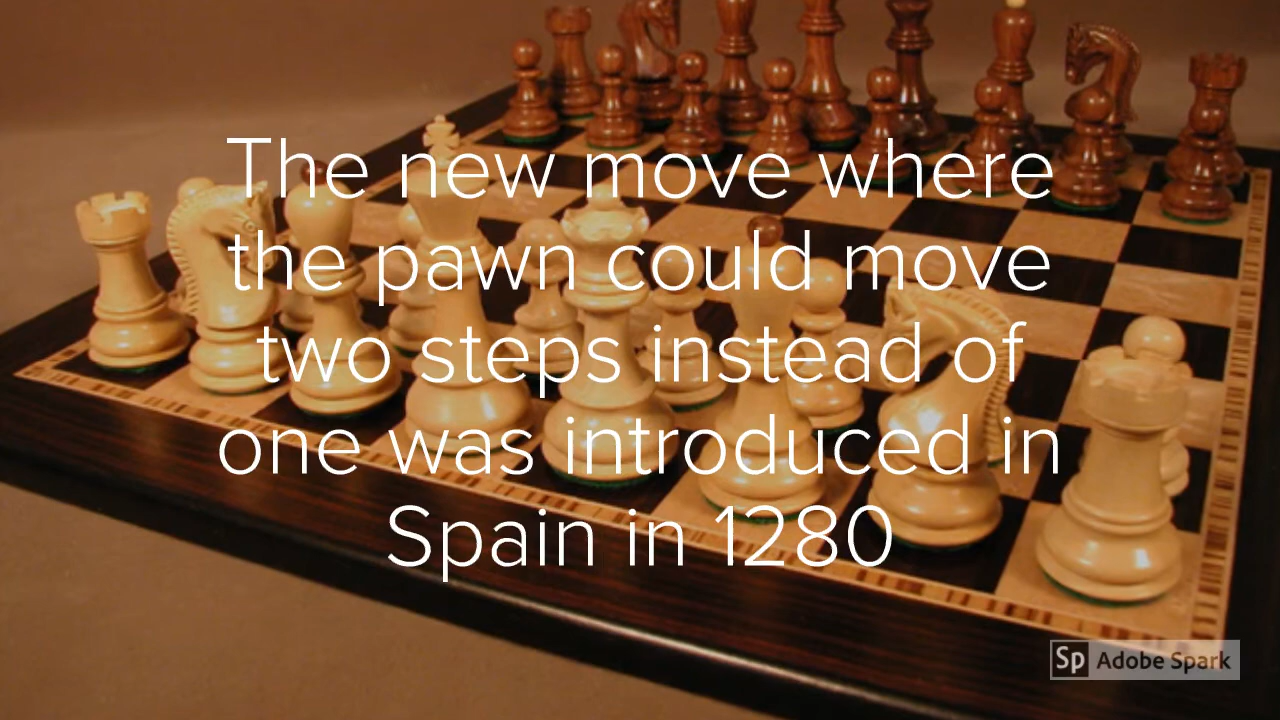 The new move where
the pawn could move
two steps instead of
one was introduced in
Spain in 1280
Sp Adobe Spark